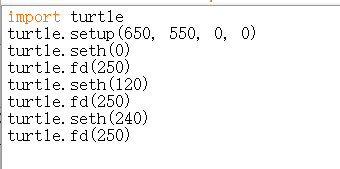 import turtle
turtle.setup(650, 550, 0, 0)
turtle.seth(0)
turtle.fd(250)
turtle.seth(120)
turtle.fd(250)
turtle.seth(240)
turtle.fd(250)